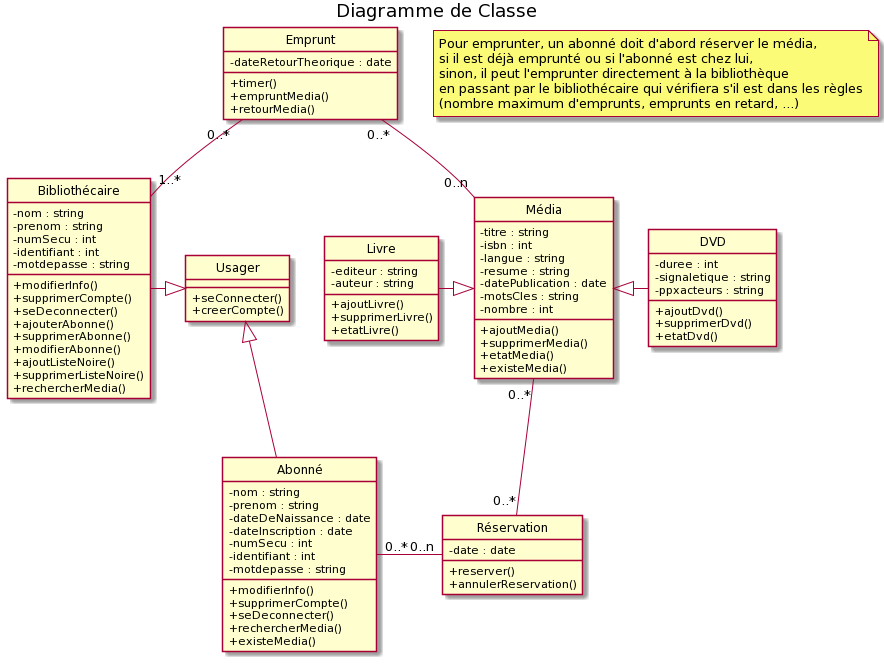 Diagramme de Classe
Emprunt
-dateRetourTheorique : date
+timer()
+empruntMedia()
+retourMedia()
Pour emprunter, un abonné doit d'abord réserver le média,
si il est déjà emprunté ou si l'abonné est chez lui,
sinon, il peut l'emprunter directement à la bibliothèque
en passant par le bibliothécaire qui vérifiera s'il est dans les règles
(nombre maximum d'emprunts, emprunts en retard, ...)
0..*
0..*
1..*
0..n
Bibliothécaire
-nom : string
-prenom : string
-numSecu : int
-identifiant : int
-motdepasse : string
+modifierInfo()
+supprimerCompte()
+seDeconnecter()
+ajouterAbonne()
+supprimerAbonne()
+modifierAbonne()
+ajoutListeNoire()
+supprimerListeNoire()
+rechercherMedia()
Usager
+seConnecter()
+creerCompte()
Livre
-editeur : string
-auteur : string
+ajoutLivre()
+supprimerLivre()
+etatLivre()
Média
-titre : string
-isbn : int
-langue : string
-resume : string
-datePublication : date
-motsCles : string
-nombre : int
+ajoutMedia()
+supprimerMedia()
+etatMedia()
+existeMedia()
DVD
-duree : int
-signaletique : string
-ppxacteurs : string
+ajoutDvd()
+supprimerDvd()
+etatDvd()
0..*
0..*
Abonné
-nom : string
-prenom : string
-dateDeNaissance : date
-dateInscription : date
-numSecu : int
-identifiant : int
-motdepasse : string
+modifierInfo()
+supprimerCompte()
+seDeconnecter()
+rechercherMedia()
+existeMedia()
0..* 0..n
Réservation
-date : date
+reserver()
+annulerReservation()